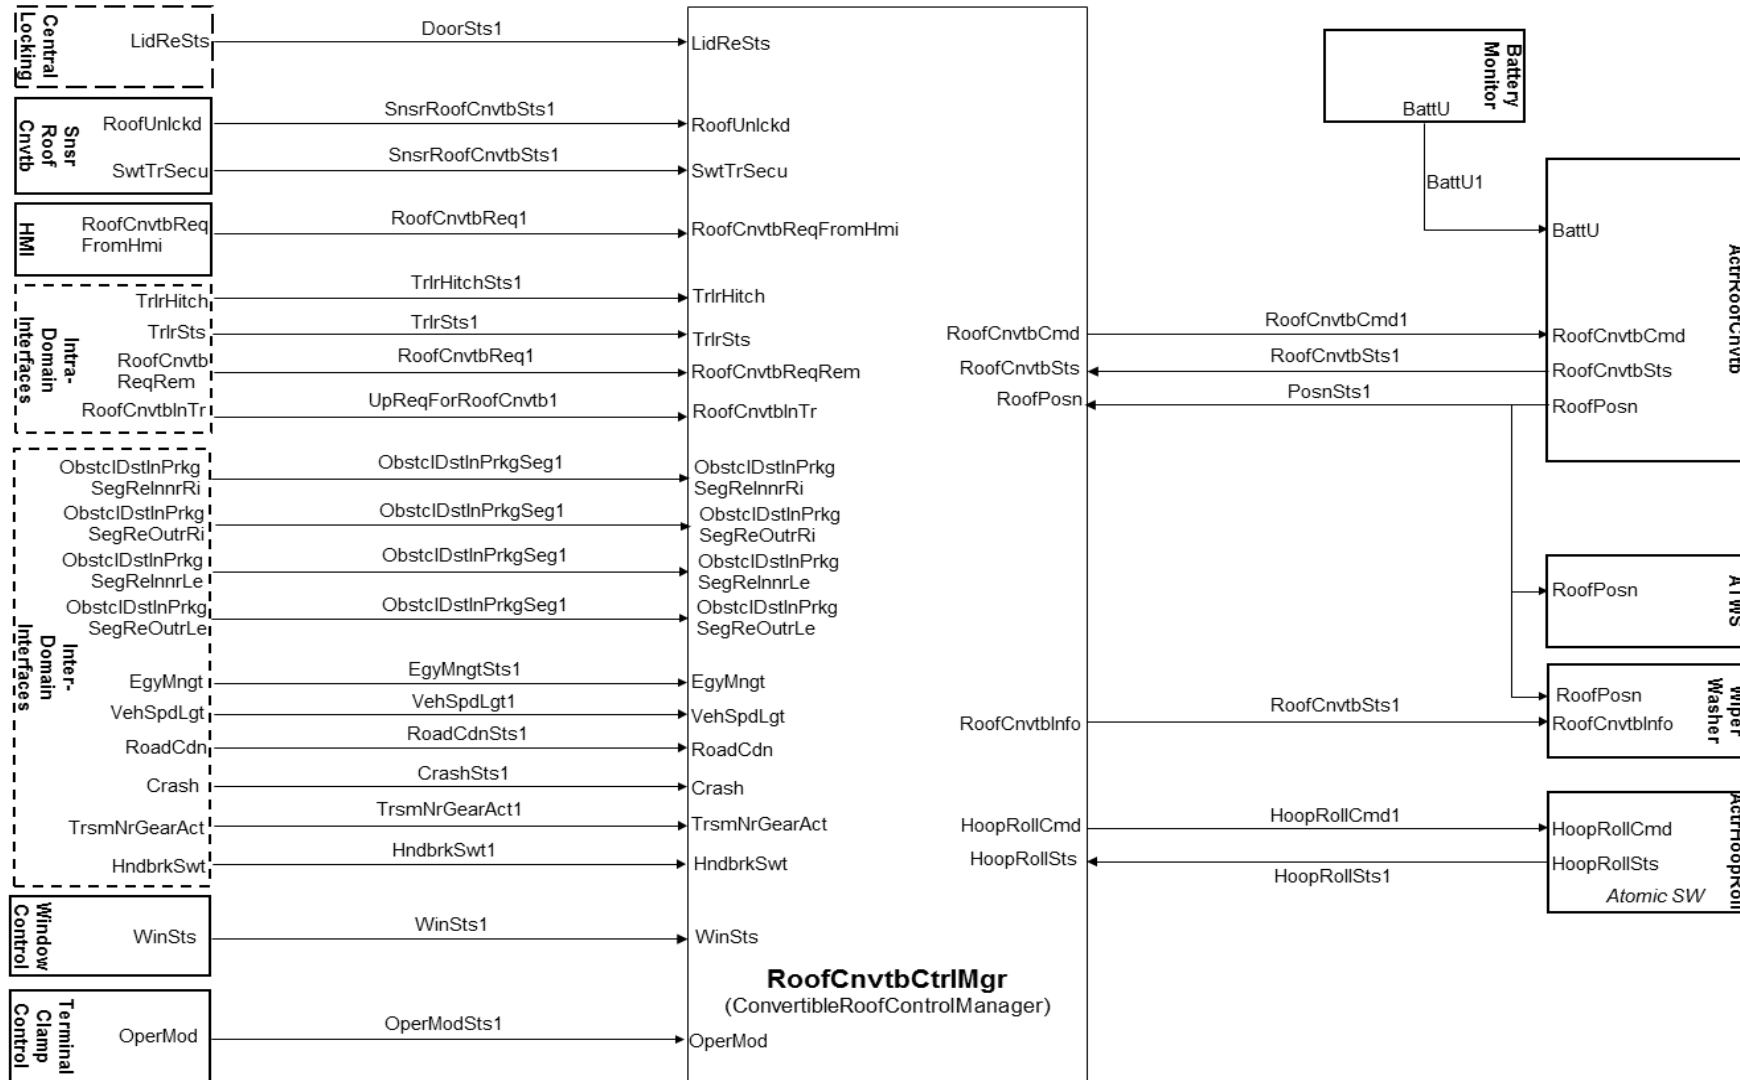 Central
Locking
LidReSts
DoorSts1
LidReSts
Snsr
Roof
Cnvtb
RoofUnlckd
SnsrRoofCnvtbSts1
RoofUnlckd
SwtTrSecu
SnsrRoofCnvtbSts1
SwtTrSecu
HMI
RoofCnvtbReq
FromHmi
RoofCnvtbReq1
RoofCnvtbReqFromHmi
Intra-
Domain
Interfaces
TrlrHitch
TrlrHitchSts1
TrlrHitch
TrlrSts
TrlrSts1
TrlrSts
RoofCnvtb
ReqRem
RoofCnvtbReq1
RoofCnvtbReqRem
RoofCnvtbInTr
UpReqForRoofCnvtb1
RoofCnvtbInTr
Inter-
Domain
Interfaces
ObstclDstInPrkg
SegReInnrRi
ObstclDstInPrkgSeg1
ObstclDstInPrkg
SegReInnrRi
ObstclDstInPrkg
SegReOutrRi
ObstclDstInPrkgSeg1
ObstclDstInPrkg
SegReOutrRi
ObstclDstInPrkg
SegReInnrLe
ObstclDstInPrkgSeg1
ObstclDstInPrkg
SegReInnrLe
ObstclDstInPrkg
SegReOutrLe
ObstclDstInPrkgSeg1
ObstclDstInPrkg
SegReOutrLe
EgyMngt
EgyMngtSts1
EgyMngt
VehSpdLgt
VehSpdLgt1
VehSpdLgt
RoadCdn
RoadCdnSts1
RoadCdn
Crash
CrashSts1
Crash
TrsmNrGearAct
TrsmNrGearAct1
TrsmNrGearAct
HndbrkSwt
HndbrkSwt1
HndbrkSwt
Window
Control
WinSts
WinSts1
WinSts
Terminal
Clamp
Control
OperMod
OperModSts1
OperMod
RoofCnvtbCtrlMgr
(ConvertibleRoofControlManager)
Battery
Monitor
BattU
BattU1
BattU
ActrRoofCnvtb
RoofCnvtbCmd
RoofCnvtbCmd1
RoofCnvtbCmd
RoofCnvtbSts
RoofCnvtbSts1
RoofCnvtbSts
RoofPosn
PosnSts1
RoofPosn
RoofPosn
ATWS
RoofPosn
Wiper
Washer
RoofCnvtbInfo
RoofCnvtbSts1
RoofCnvtbInfo
HoopRollCmd
HoopRollCmd1
HoopRollCmd
HoopRollSts
HoopRollSts1
HoopRollSts
ActrHoopRoll
Atomic SW